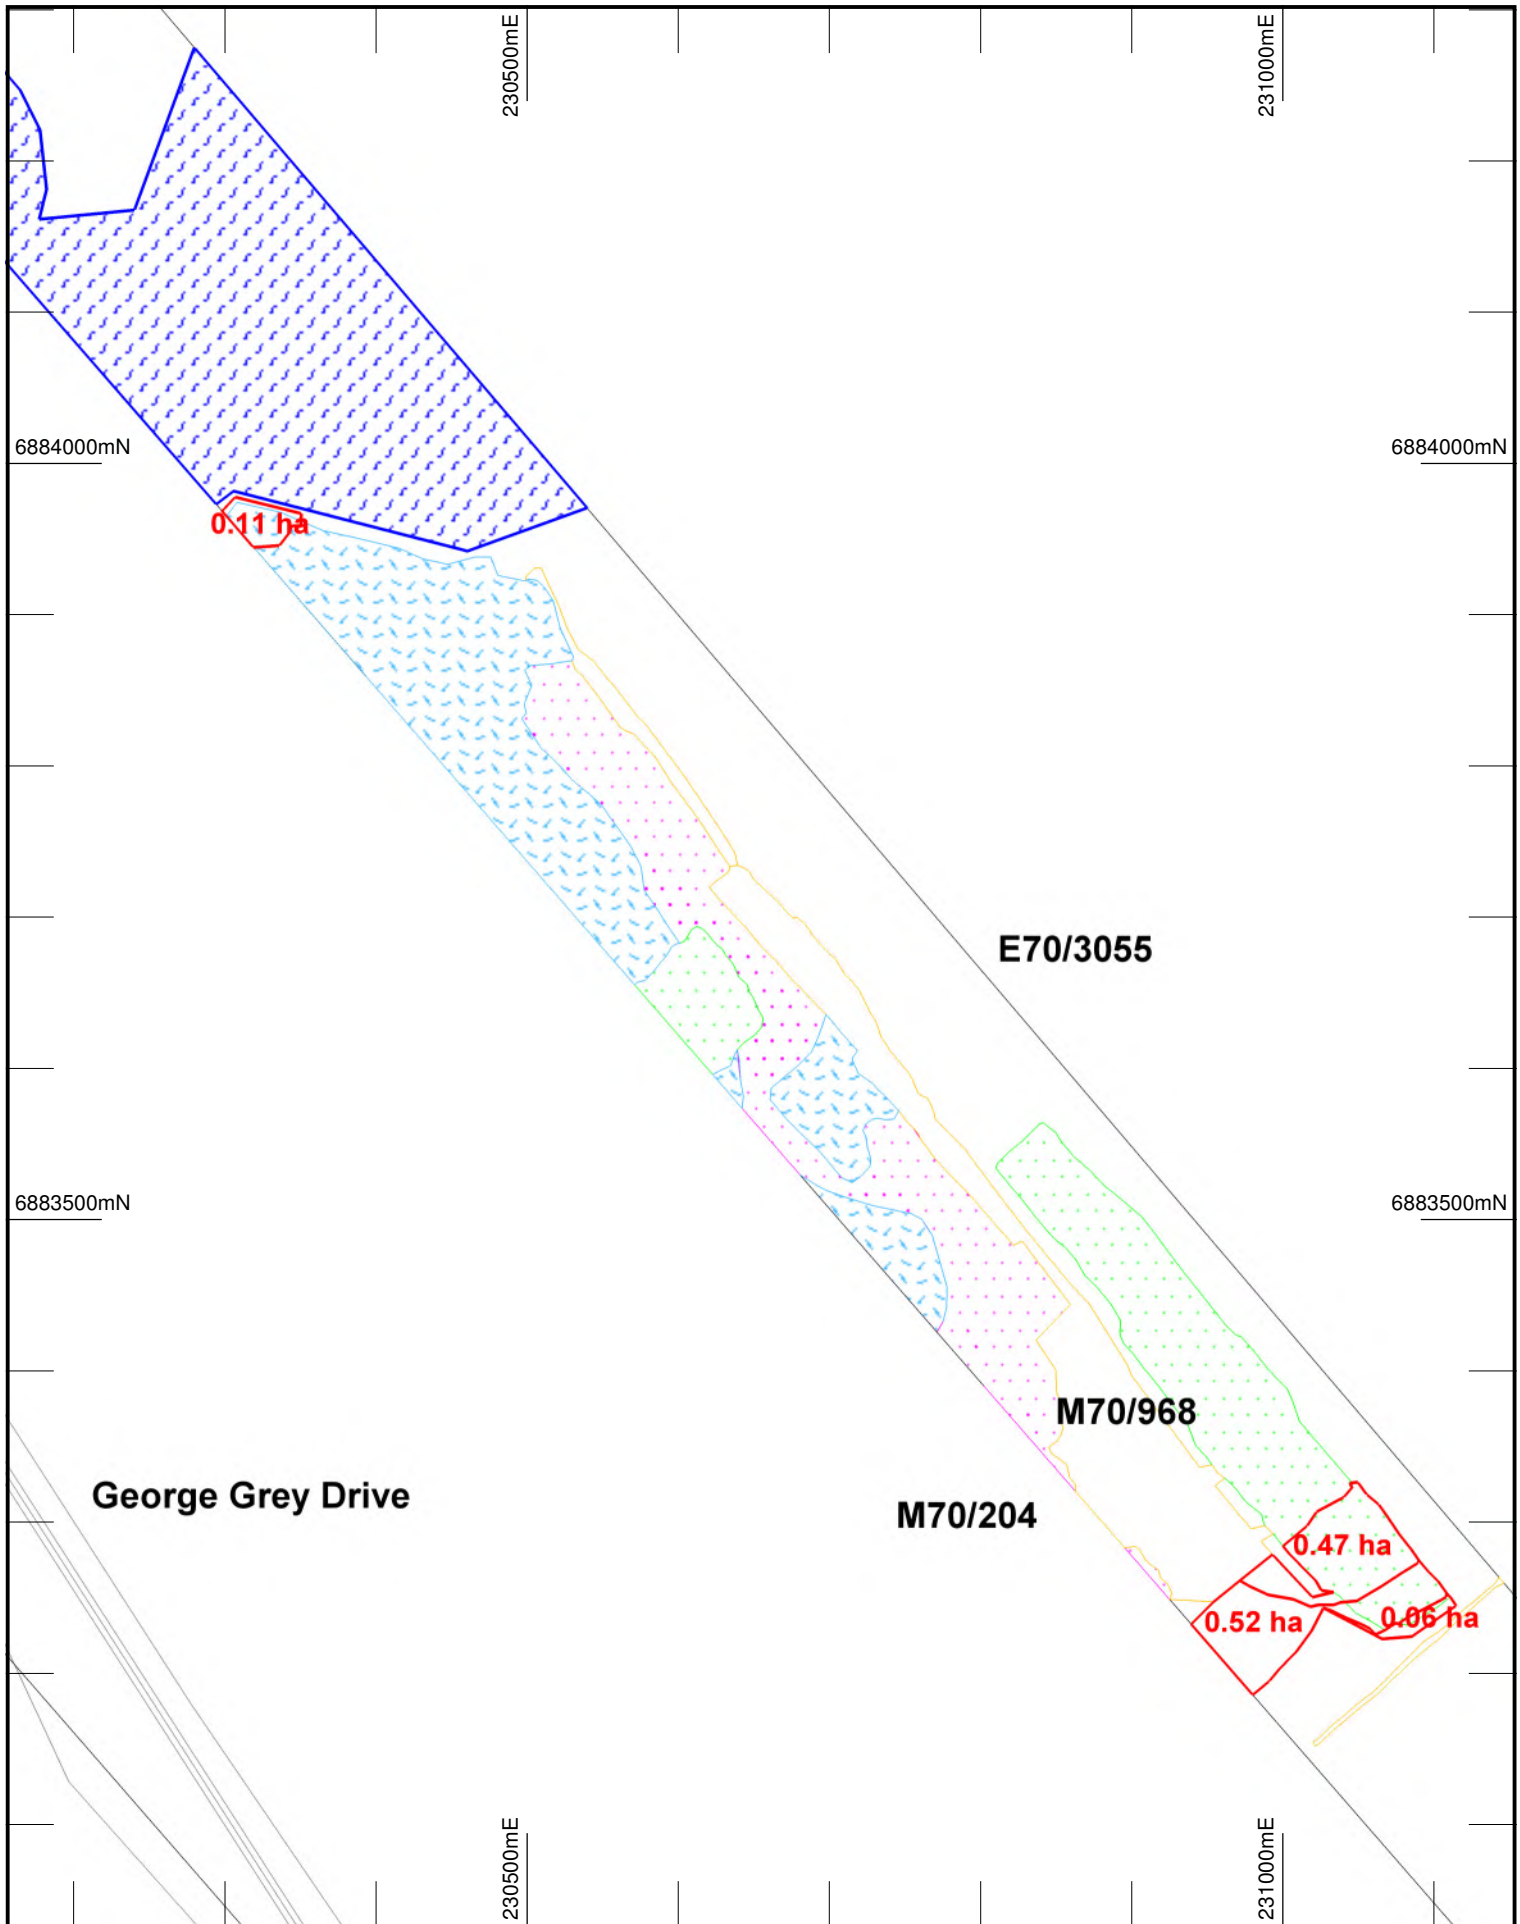 230500mE
231000mE
6884000mN
6884000mN
0.11 ha
E70/3055
6883500mN
6883500mN
M70/968
George Grey Drive
M70/204
0.47 ha
0.52 ha
0.06 ha
230500mE
231000mE